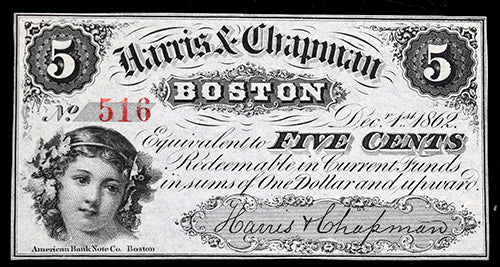 5 Harris & Chapman 5
BOSTON
No. 516
Dec. 1st 1862.
Equivalent to FIVE CENTS
Redeemable in Current Funds
in sums of One Dollar and upward.
Harris & Chapman
American Bank Note Co. Boston